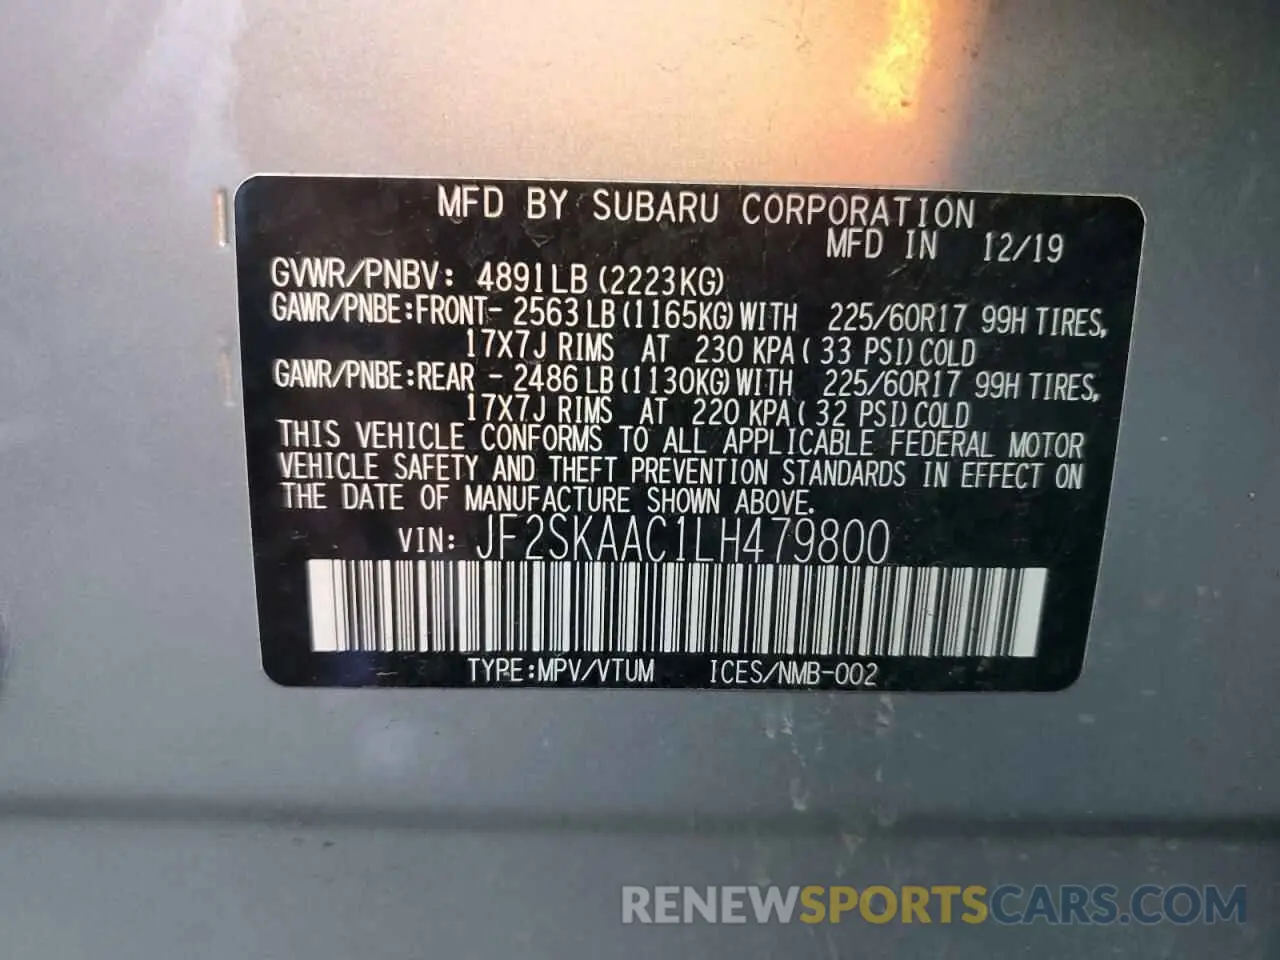 MFD BY SUBARU CORPORATION
MFD IN 12/19
GVWR/PNBV: 4891LB (2223KG)
GAWR/PNBE:FRONT- 2563 LB (1165KG) WITH 225/60R17 99H TIRES,
17X7J RIMS AT 230 KPA ( 33 PSI) COLD
GAWR/PNBE:REAR - 2486 LB (1130KG) WITH 225/60R17 99H TIRES,
17X7J RIMS AT 220 KPA ( 32 PSI) COLD
THIS VEHICLE CONFORMS TO ALL APPLICABLE FEDERAL MOTOR
VEHICLE SAFETY AND THEFT PREVENTION STANDARDS IN EFFECT ON
THE DATE OF MANUFACTURE SHOWN ABOVE.
VIN: JF2SKAAC1LH479800
TYPE:MPV/VTUM ICES/NMB-002
RENEWSPORTSCARS.COM